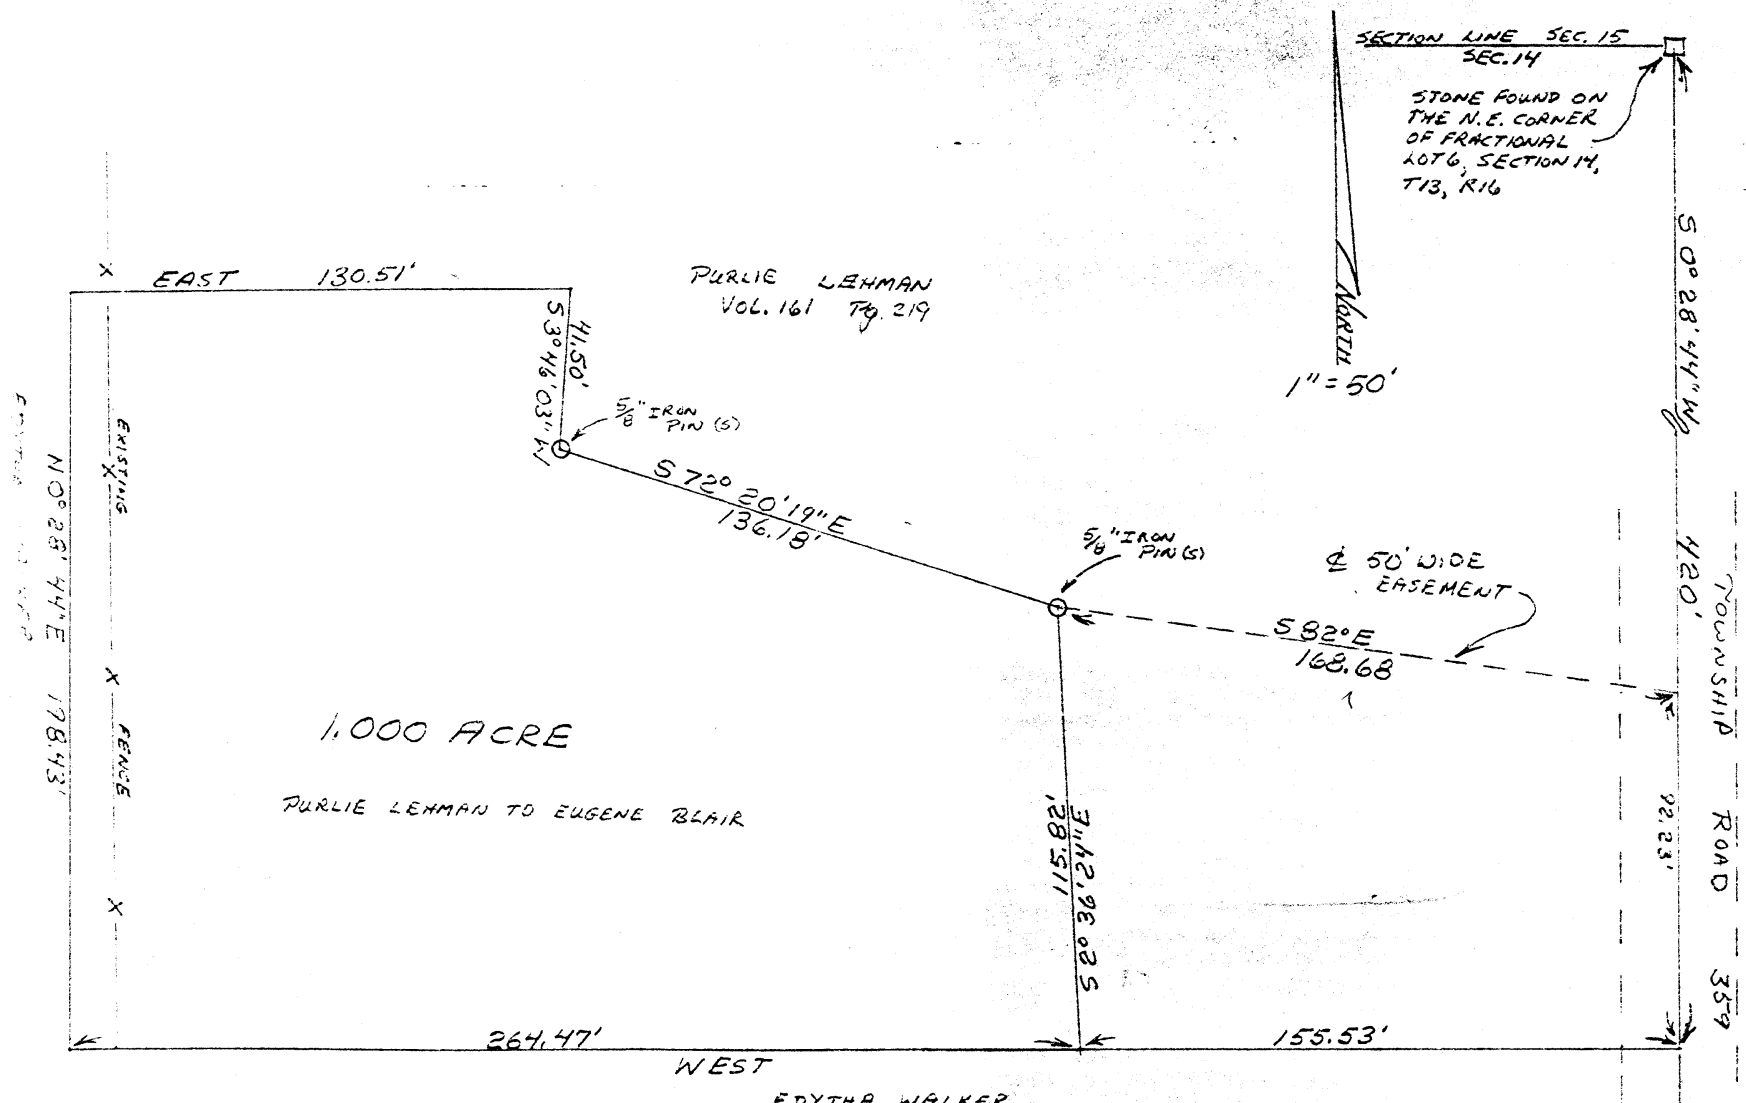 SECTION LINE SEC. 15
SEC. 14
STONE FOUND ON
THE N.E. CORNER
OF FRACTIONAL
LOT 6, SECTION 14,
T13, R16
EAST 130.51'
PURLIE LEHMAN
VOL. 161 Pg. 219
NORTH
1" = 50'
S 0° 28' 44" W
420'
41.50'
S 3° 46' 03" W
5/8" IRON
PIN (S)
S 72° 20' 19" E
136.18'
5/8" IRON
PIN (S)
℄ 50' WIDE
EASEMENT
S 82° E
168.68
EXISTING
FENCE
X
X
X
X
N 0° 28' 44" E 178.43'
1.000 ACRE
PURLIE LEHMAN TO EUGENE BLAIR
115.82'
S 2° 36' 24" E
92.23'
TOWNSHIP ROAD 359
264.47'
155.53'
WEST
EDYTHA WALKER